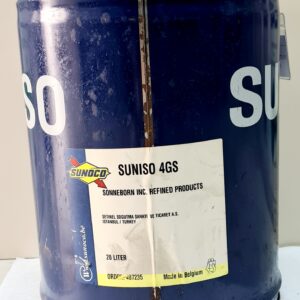 SO
SU
SUNOCO
SUNISO 4GS
SONNEBORN INC. REFINED PRODUCTS
ISTANBUL / TURKEY
20 LITER
Made in Belgium